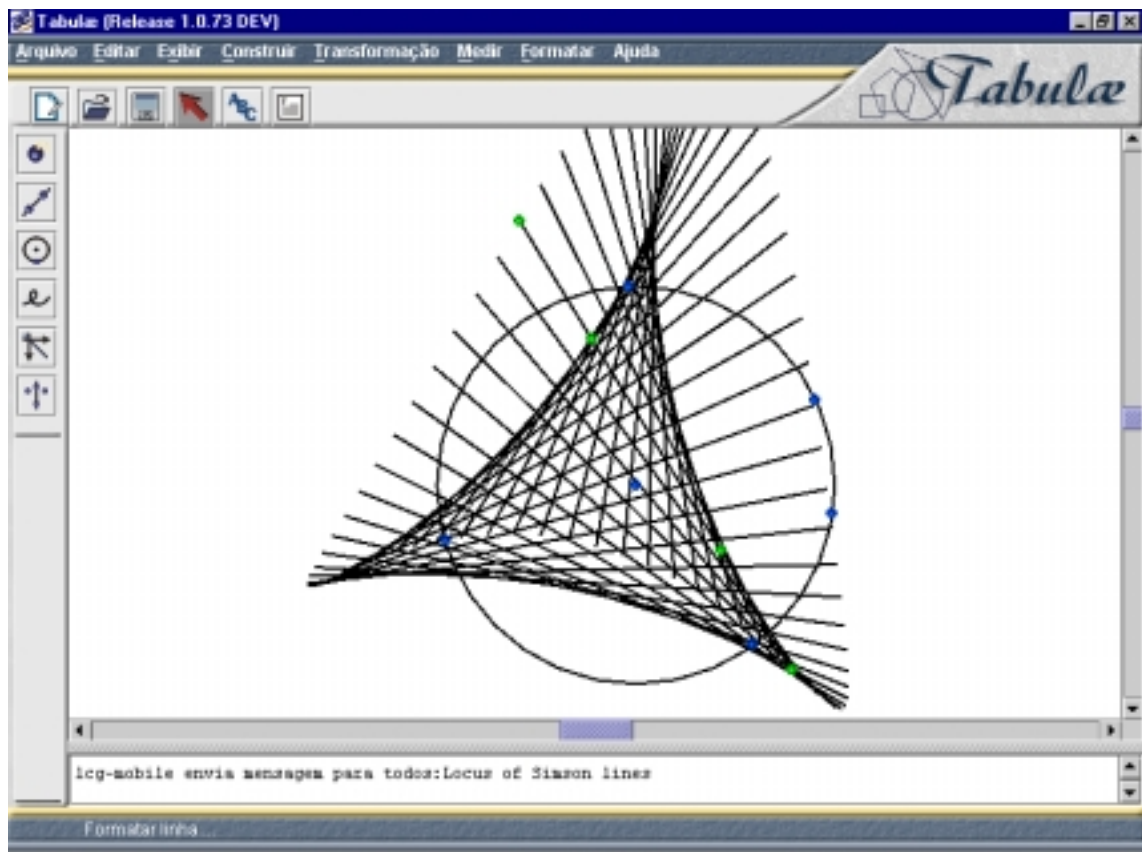 Tabulæ (Release 1.0.73 DEV)
Arquivo Editar Exibir Construir Transformação Medir Formatar Ajuda
Tabulæ
ABC
lcg-mobile envia mensagem para todos:Locus of Simson lines
Formatar linha ...